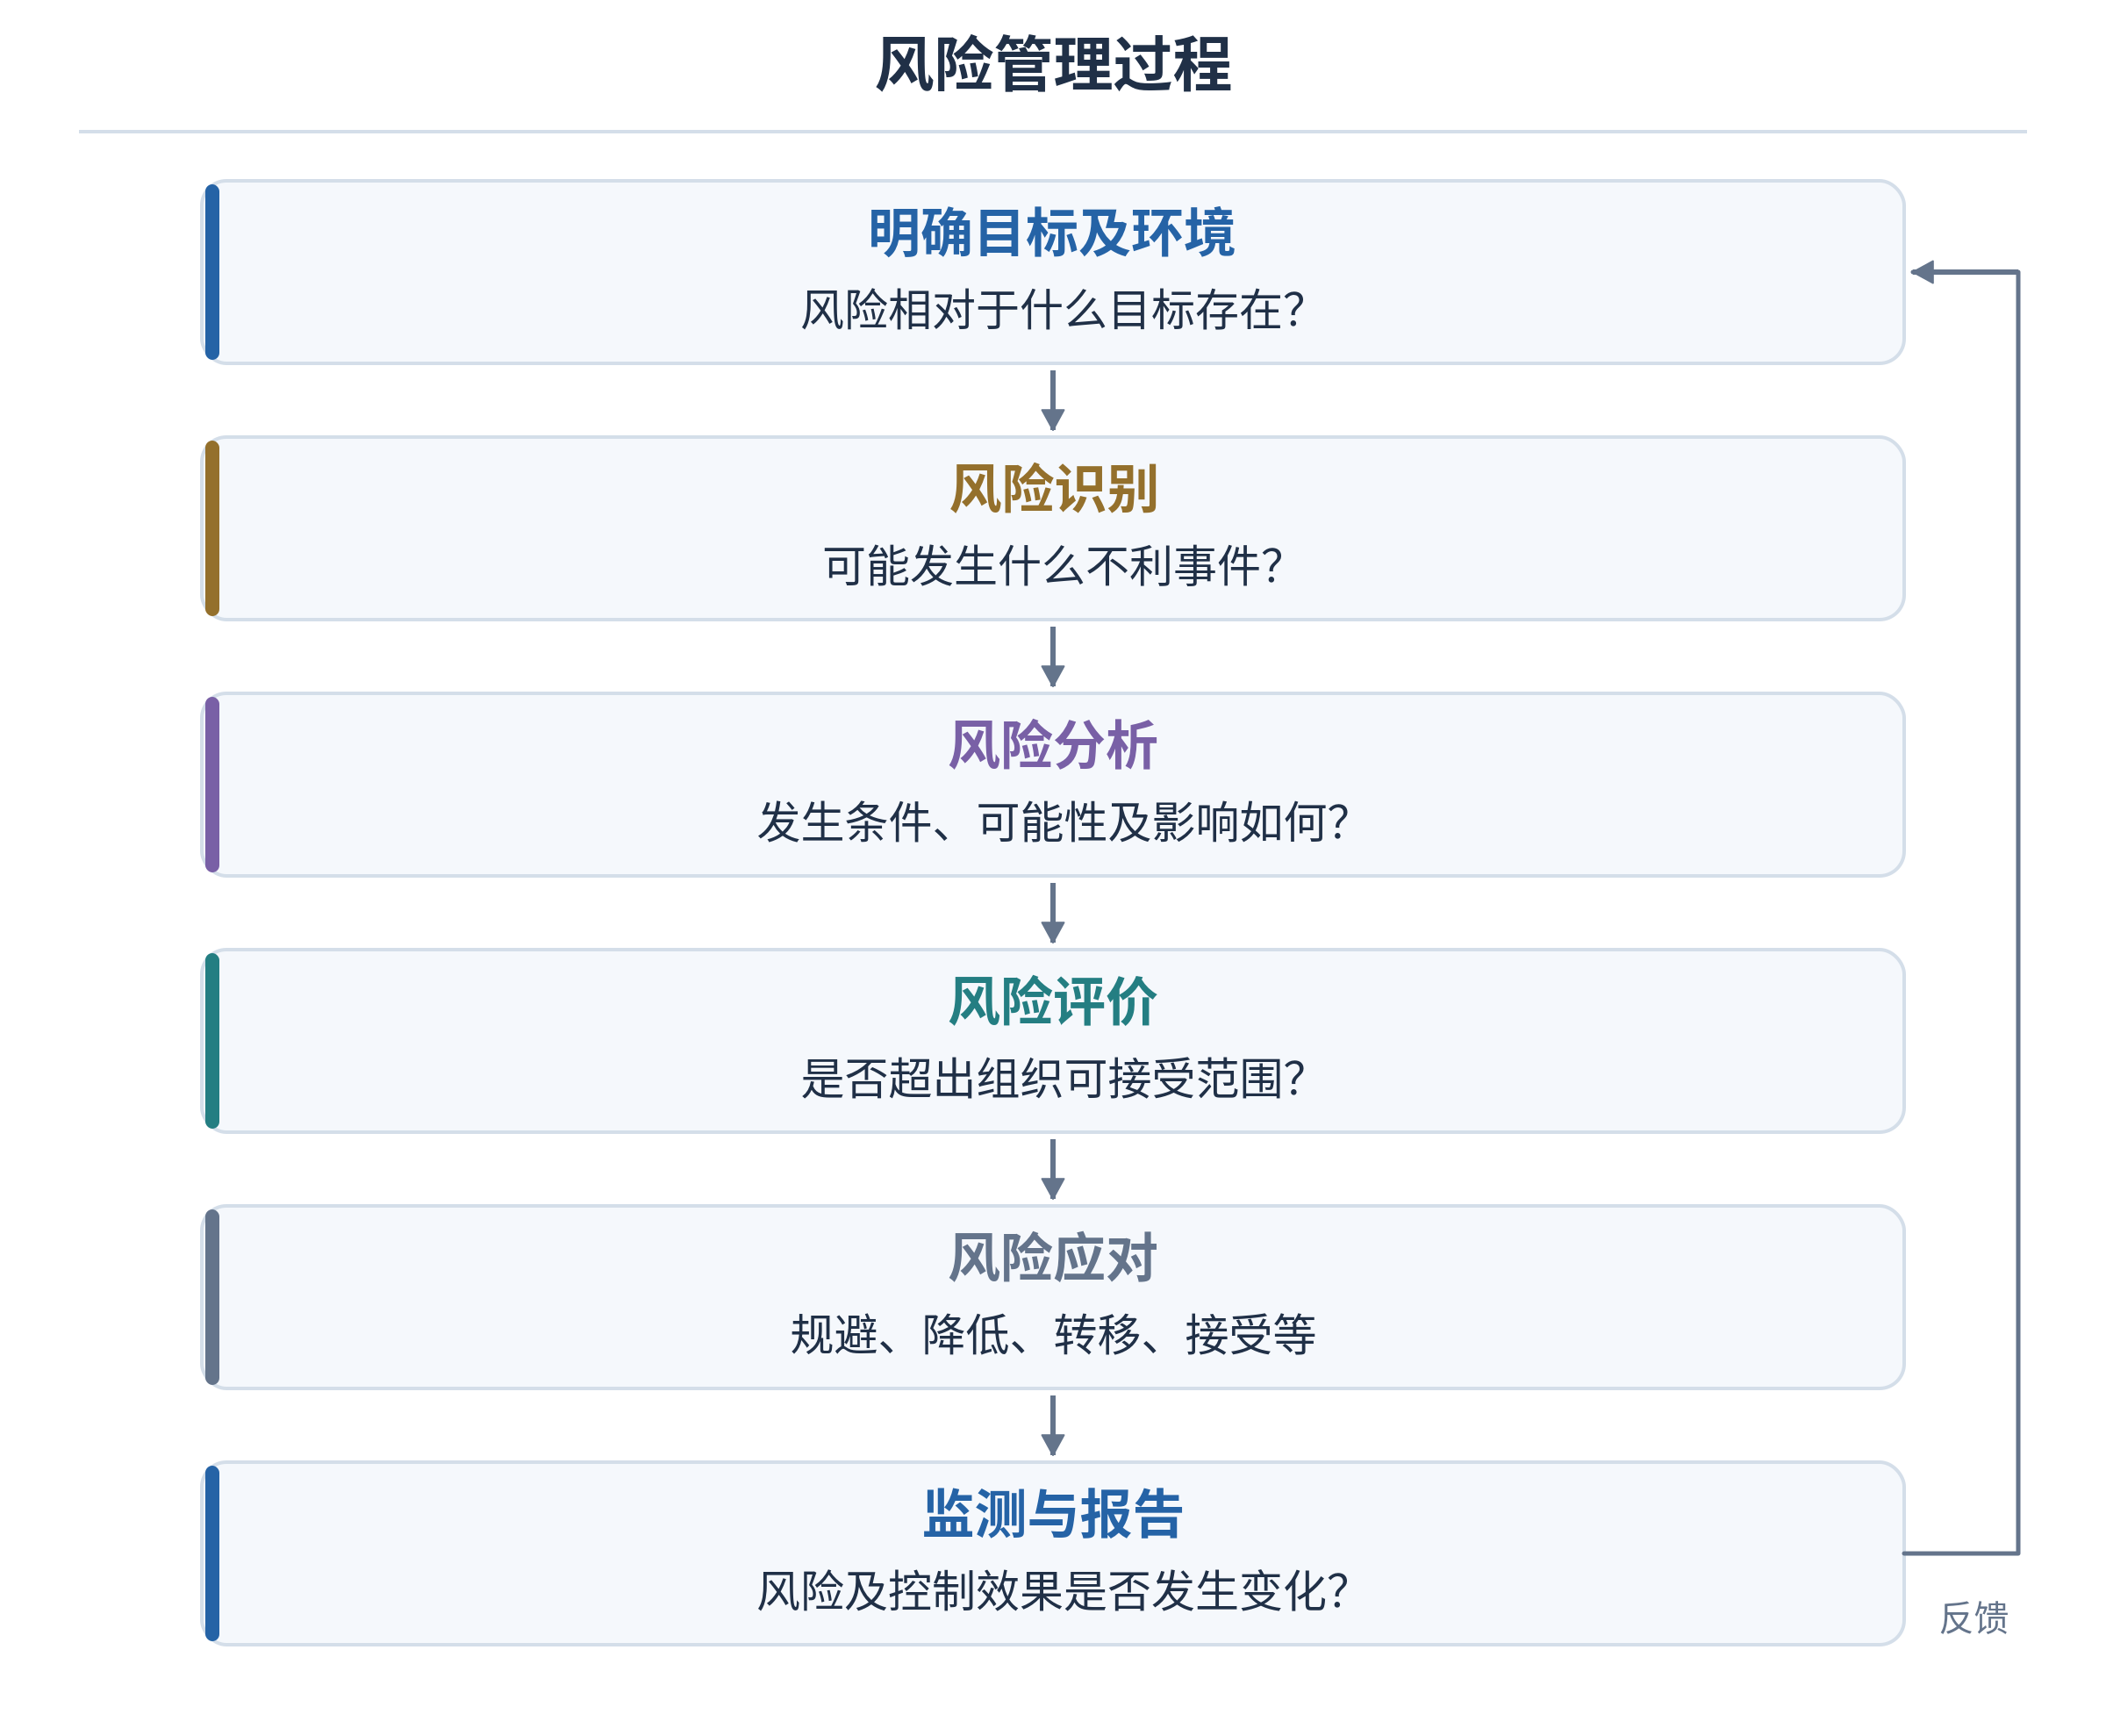 风险管理过程
明确目标及环境
风险相对于什么目标存在？
风险识别
可能发生什么不利事件？
风险分析
发生条件、可能性及影响如何？
风险评价
是否超出组织可接受范围？
风险应对
规避、降低、转移、接受等
监测与报告
风险及控制效果是否发生变化？
反馈